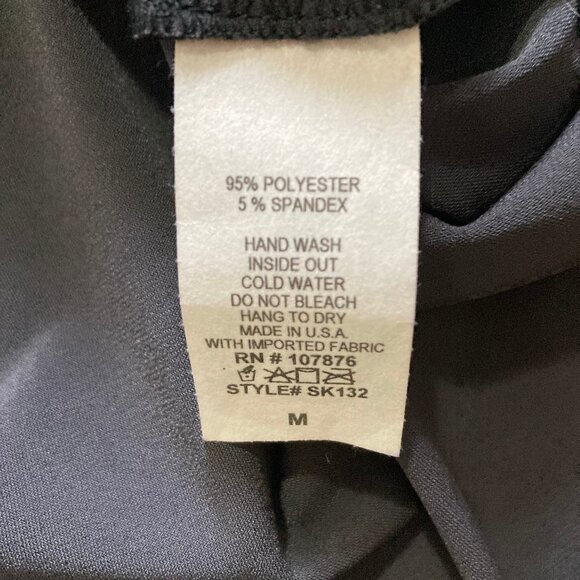 95% POLYESTER
5 % SPANDEX
HAND WASH
INSIDE OUT
COLD WATER
DO NOT BLEACH
HANG TO DRY
MADE IN U.S.A.
WITH IMPORTED FABRIC
RN # 107876
STYLE# SK132
M